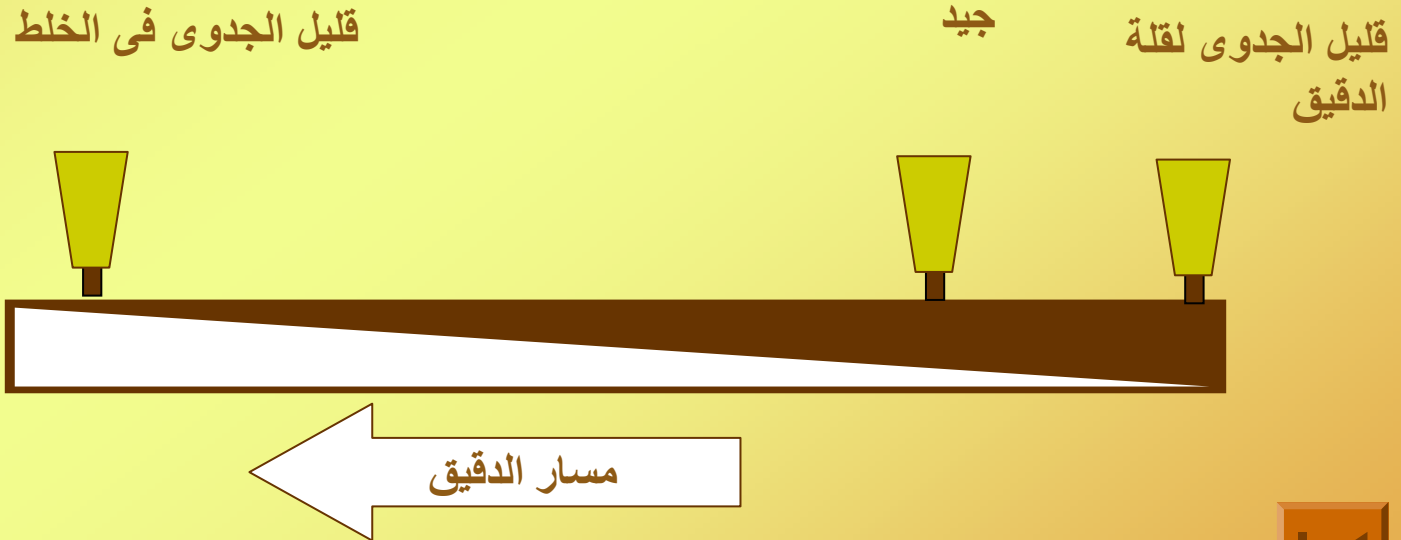 قليل الجدوى لقلة
الدقيق
جيد
قليل الجدوى فى الخلط
مسار الدقيق